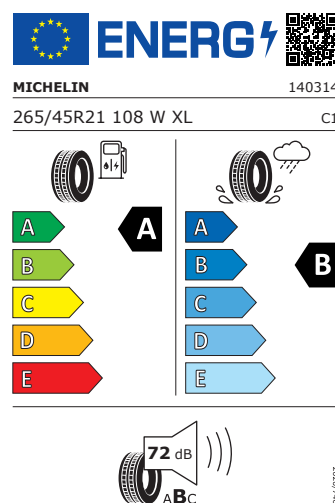 ENERG
MICHELIN 140314
265/45R21 108 W XL C1
A A A
B B B
C C
D D
E E
72 dB
ABC